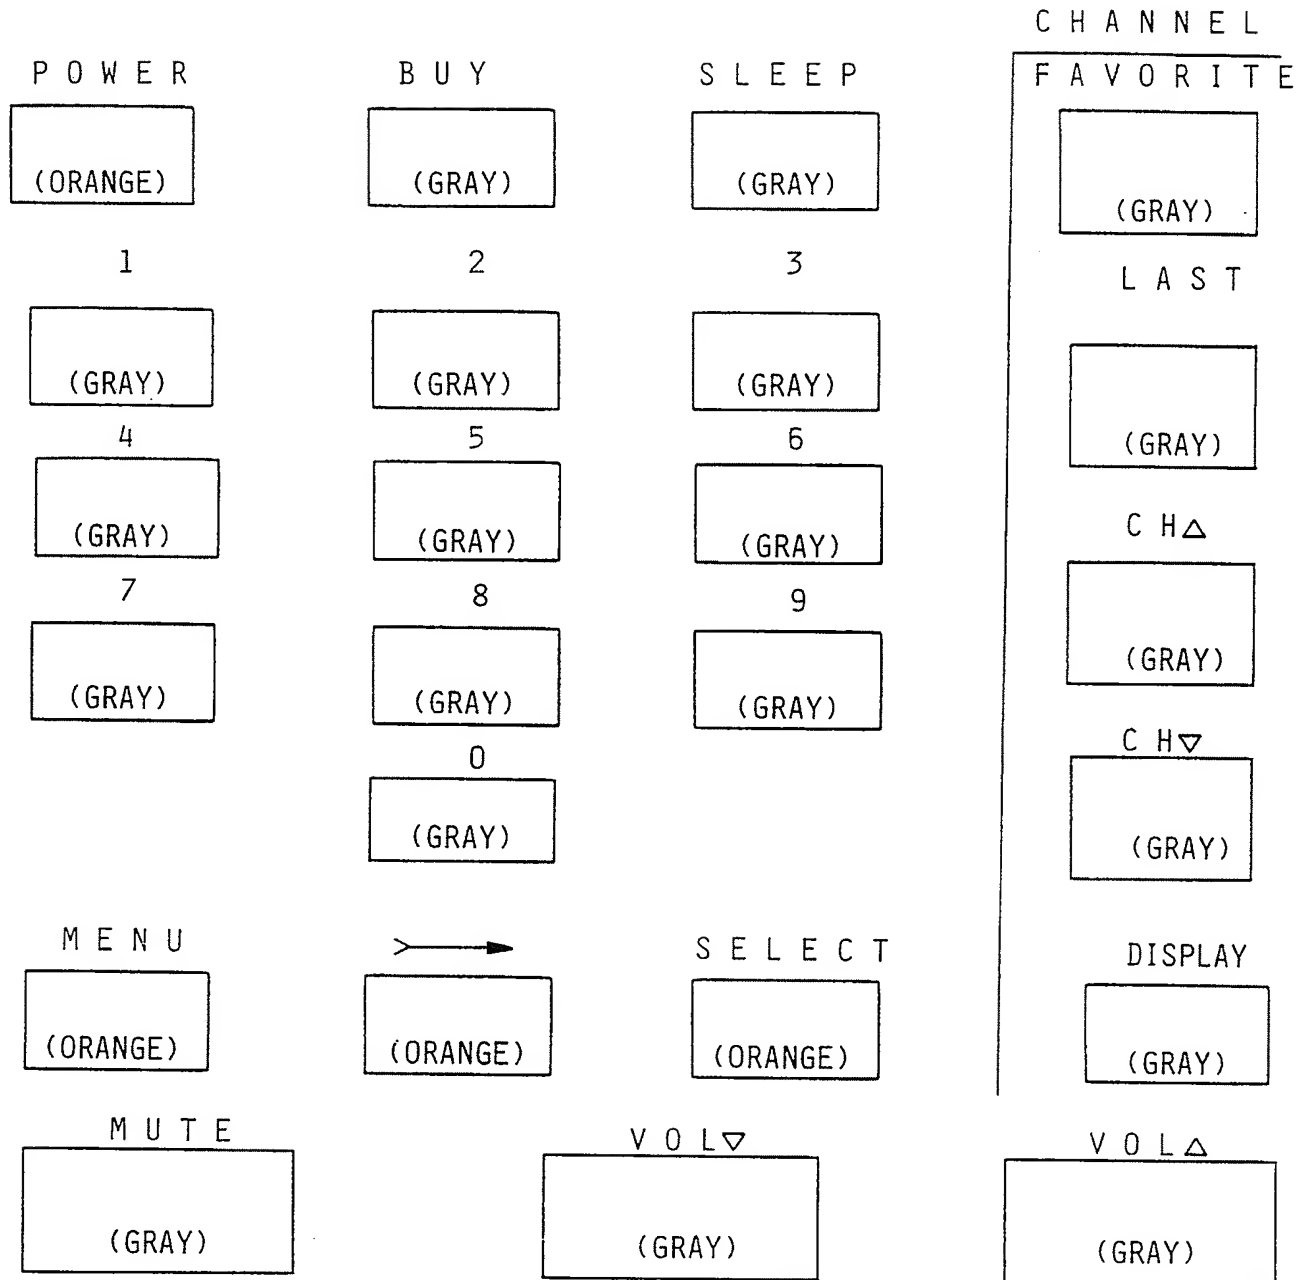 CHANNEL
POWER BUY SLEEP FAVORITE
(ORANGE) (GRAY) (GRAY) (GRAY)
1 2 3
LAST
(GRAY) (GRAY) (GRAY)
4 5 6 (GRAY)
(GRAY) (GRAY) (GRAY) CH△
7 8 9
(GRAY) (GRAY) (GRAY) (GRAY)
0 CH▽
(GRAY) (GRAY)
MENU >→ SELECT DISPLAY
(ORANGE) (ORANGE) (ORANGE) (GRAY)
MUTE VOL▽ VOL△
(GRAY) (GRAY) (GRAY)